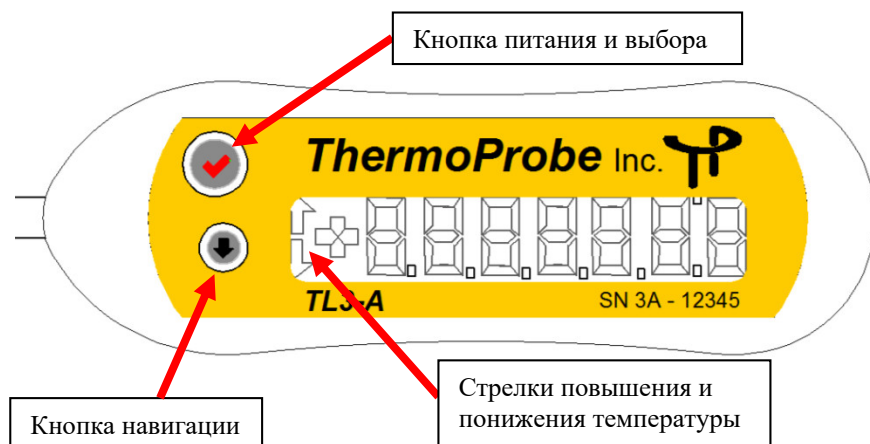 Кнопка питания и выбора
ThermoProbe Inc.
TL3-A
SN 3A - 12345
Стрелки повышения и
понижения температуры
Кнопка навигации